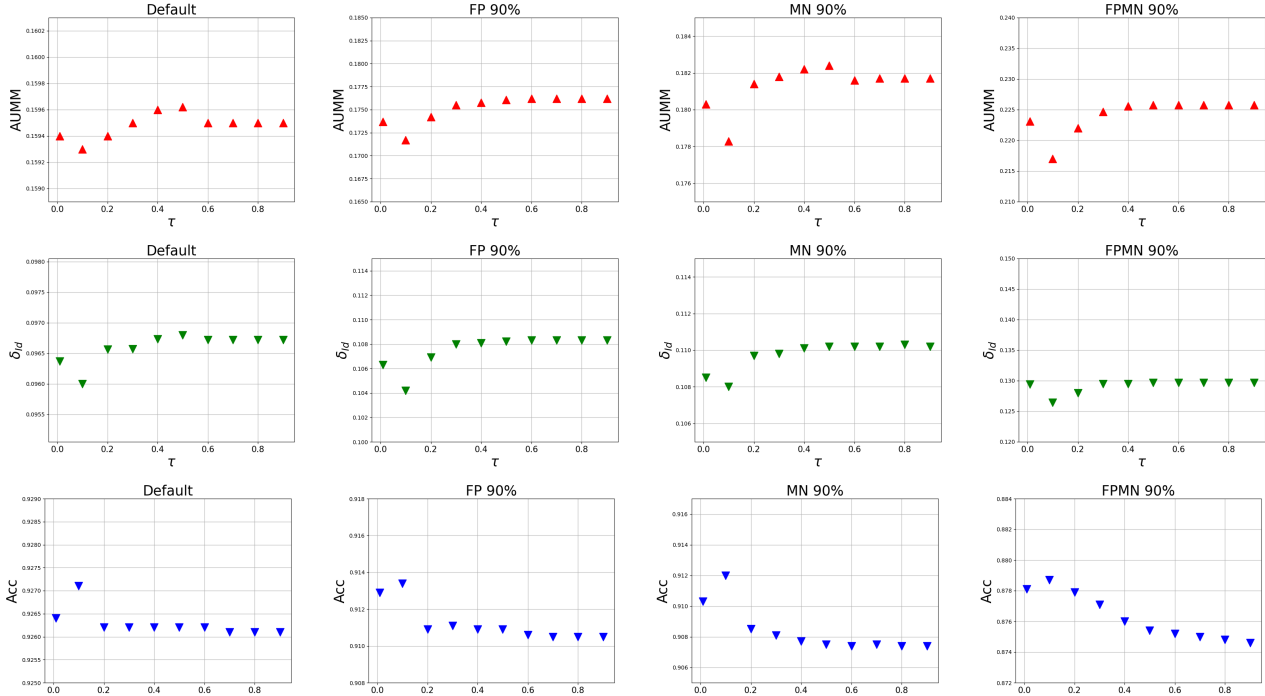 Default
0.1602
0.1600
0.1598
0.1596
0.1594
0.1592
0.1590
AUMM
0.0 0.2 0.4 0.6 0.8
τ
FP 90%
0.1850
0.1825
0.1800
0.1775
0.1750
0.1725
0.1700
0.1675
0.1650
AUMM
0.0 0.2 0.4 0.6 0.8
τ
MN 90%
0.184
0.182
0.180
0.178
0.176
AUMM
0.0 0.2 0.4 0.6 0.8
τ
FPMN 90%
0.240
0.235
0.230
0.225
0.220
0.215
0.210
AUMM
0.0 0.2 0.4 0.6 0.8
τ
Default
0.0980
0.0975
0.0970
0.0965
0.0960
0.0955
δld
0.0 0.2 0.4 0.6 0.8
τ
FP 90%
0.114
0.112
0.110
0.108
0.106
0.104
0.102
0.100
δld
0.0 0.2 0.4 0.6 0.8
τ
MN 90%
0.114
0.112
0.110
0.108
0.106
δld
0.0 0.2 0.4 0.6 0.8
τ
FPMN 90%
0.150
0.145
0.140
0.135
0.130
0.125
0.120
δld
0.0 0.2 0.4 0.6 0.8
τ
Default
0.9290
0.9285
0.9280
0.9275
0.9270
0.9265
0.9260
0.9255
0.9250
Acc
0.0 0.2 0.4 0.6 0.8
FP 90%
0.918
0.916
0.914
0.912
0.910
0.908
Acc
0.0 0.2 0.4 0.6 0.8
MN 90%
0.916
0.914
0.912
0.910
0.908
0.906
Acc
0.0 0.2 0.4 0.6 0.8
FPMN 90%
0.884
0.882
0.880
0.878
0.876
0.874
0.872
Acc
0.0 0.2 0.4 0.6 0.8